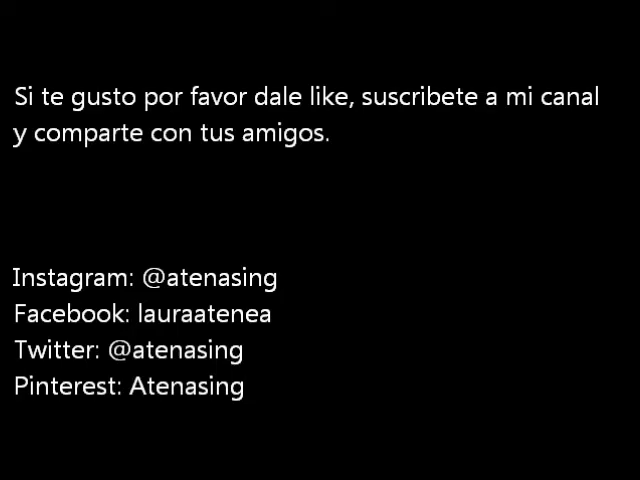 Si te gusto por favor dale like, suscribete a mi canal
y comparte con tus amigos.
Instagram: @atenasing
Facebook: lauraatenea
Twitter: @atenasing
Pinterest: Atenasing